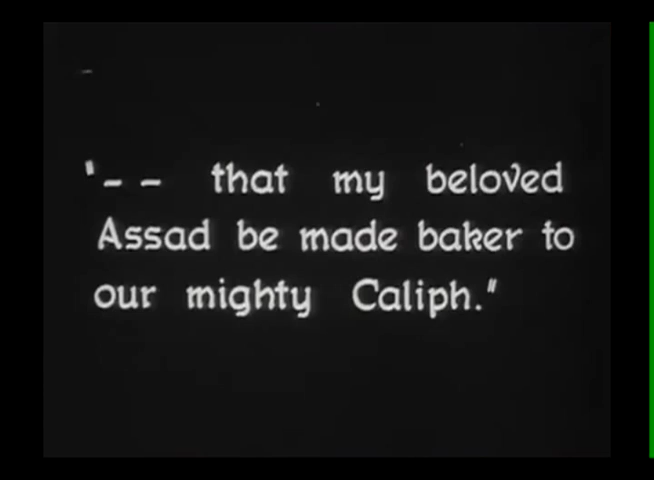 "-- that my beloved
Assad be made baker to
our mighty Caliph."